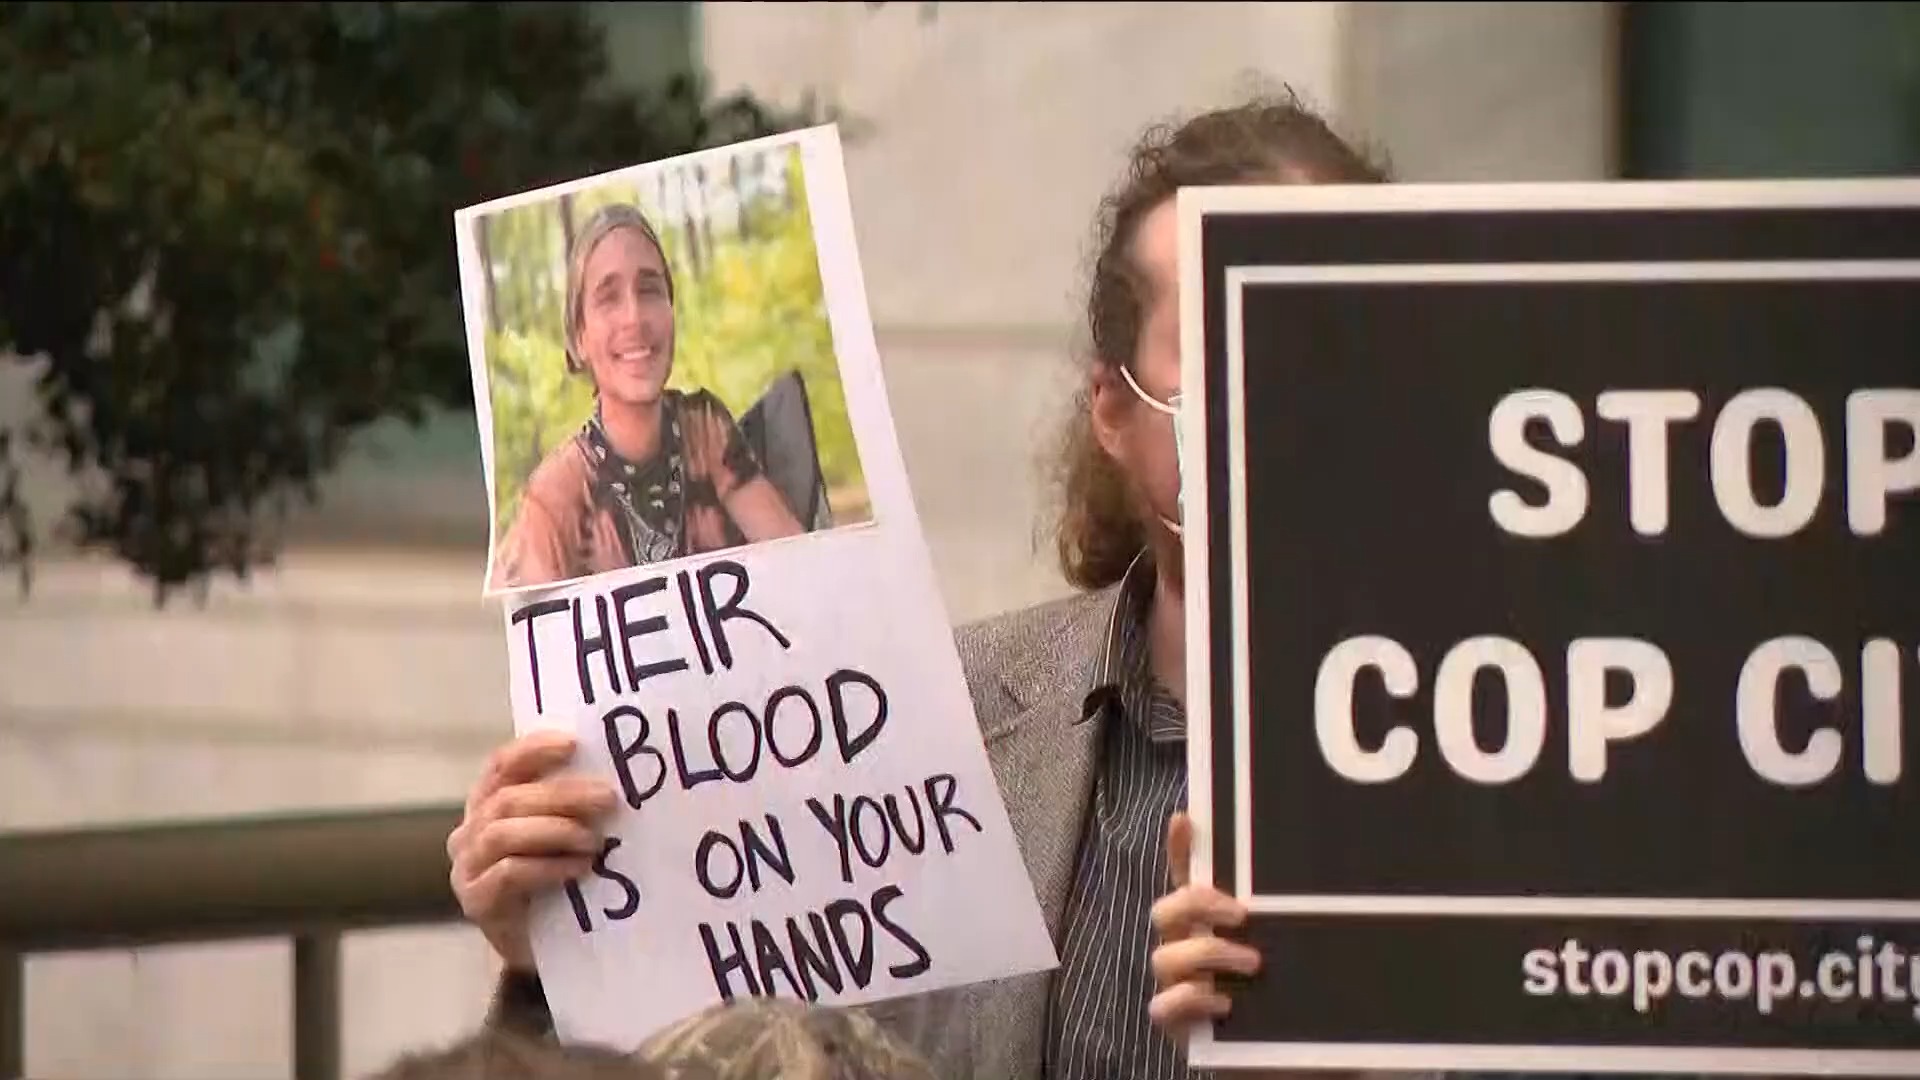 THEIR
BLOOD
IS ON YOUR
HANDS
STOP
COP CI
stopcop.city